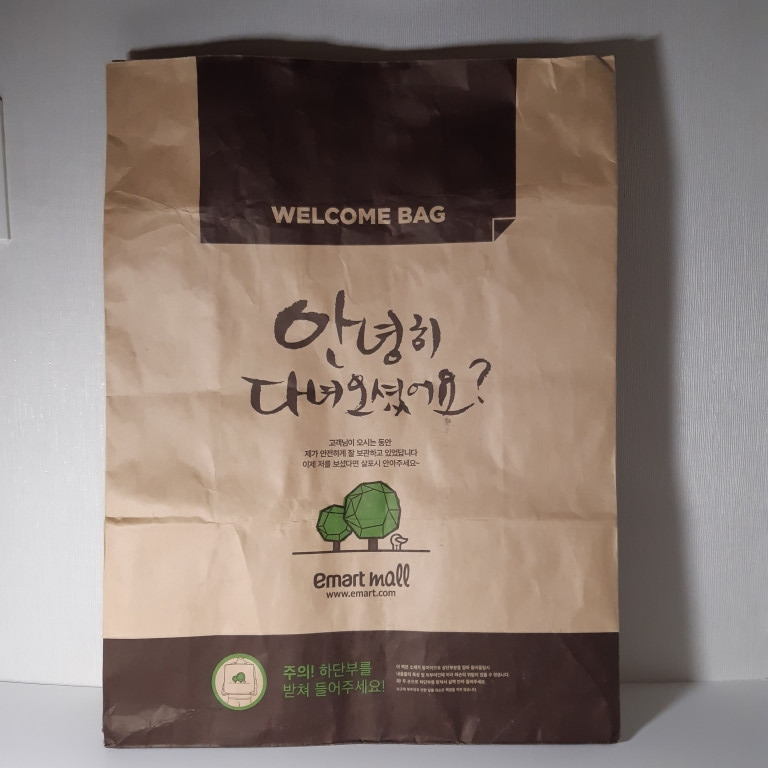 WELCOME BAG
안녕히
다녀오셨어요?
고객님이 오시는 동안
제가 안전하게 잘 보관하고 있었답니다
이제 저를 보셨다면 살포시 안아주세요~
emart mall
www.emart.com
주의! 하단부를
받쳐 들어주세요!